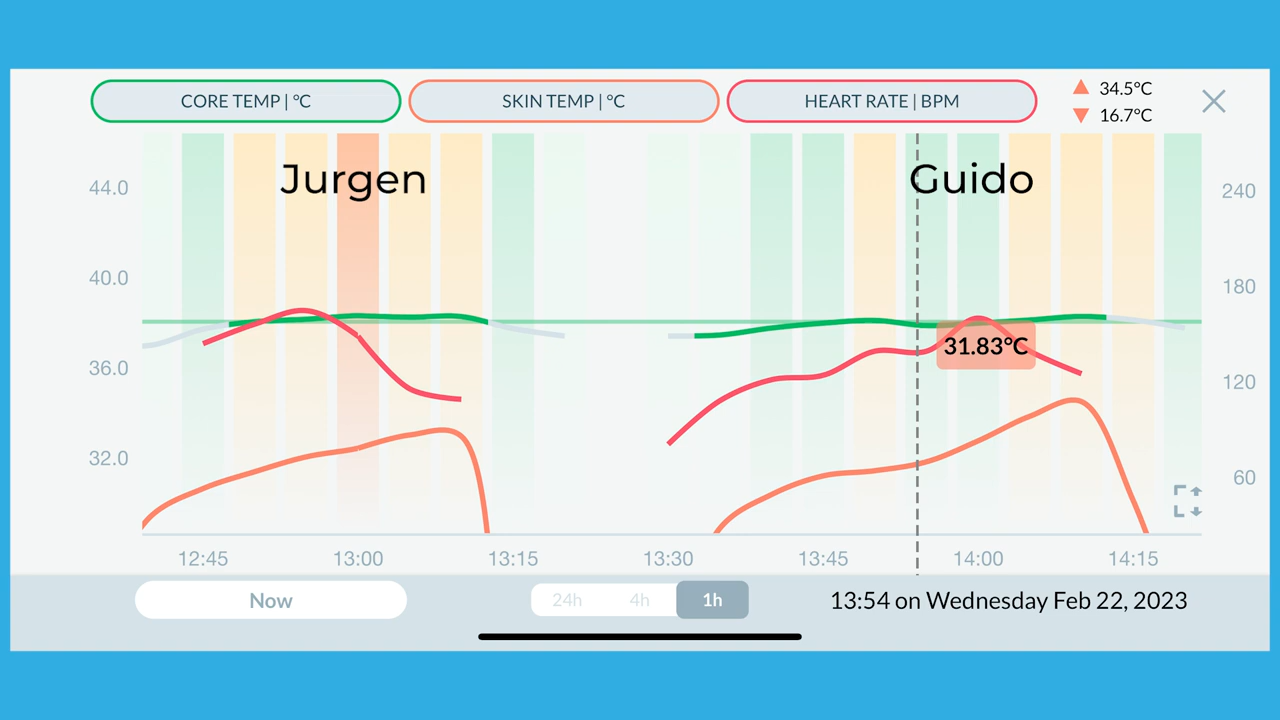 CORE TEMP | °C
SKIN TEMP | °C
HEART RATE | BPM
34.5°C
16.7°C
Jurgen
Guido
44.0
240
40.0
180
31.83°C
36.0
120
32.0
60
12:45
13:00
13:15
13:30
13:45
14:00
14:15
Now
24h
4h
1h
13:54 on Wednesday Feb 22, 2023